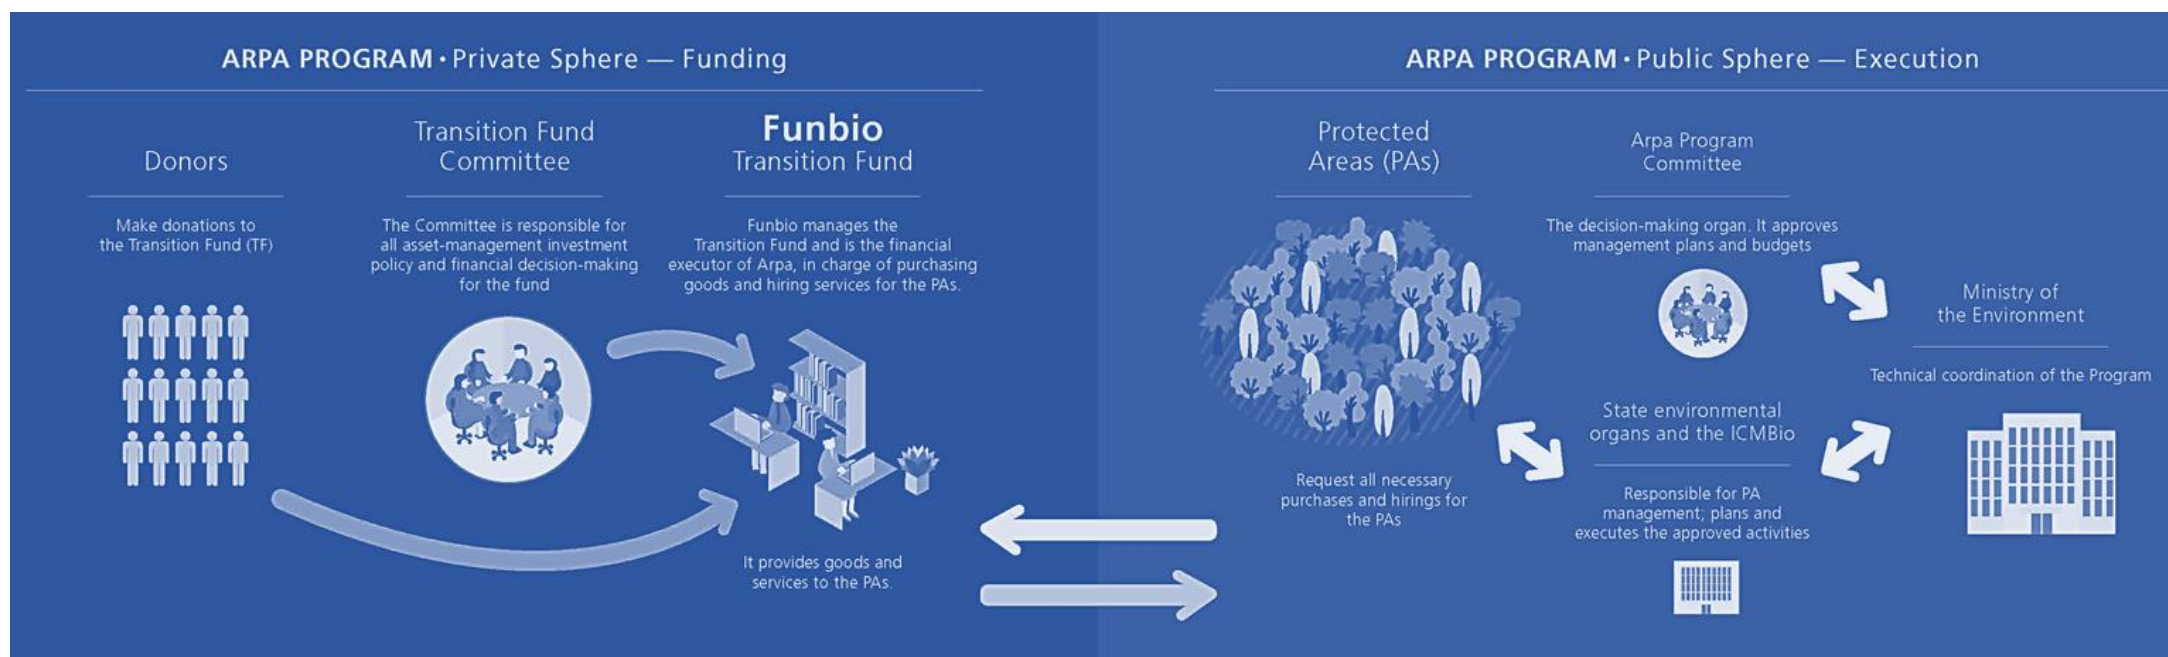 ARPA PROGRAM · Private Sphere — Funding
Donors
Make donations to
the Transition Fund (TF)
Transition Fund
Committee
The Committee is responsible for
all asset-management investment
policy and financial decision-making
for the fund
Funbio
Transition Fund
Funbio manages the
Transition Fund and is the financial
executor of Arpa, in charge of purchasing
goods and hiring services for the PAs.
It provides goods and
services to the PAs.
ARPA PROGRAM · Public Sphere — Execution
Protected
Areas (PAs)
Request all necessary
purchases and hirings for
the PAs
Arpa Program
Committee
The decision-making organ. It approves
management plans and budgets
State environmental
organs and the ICMBio
Responsible for PA
management; plans and
executes the approved activities
Ministry of
the Environment
Technical coordination of the Program